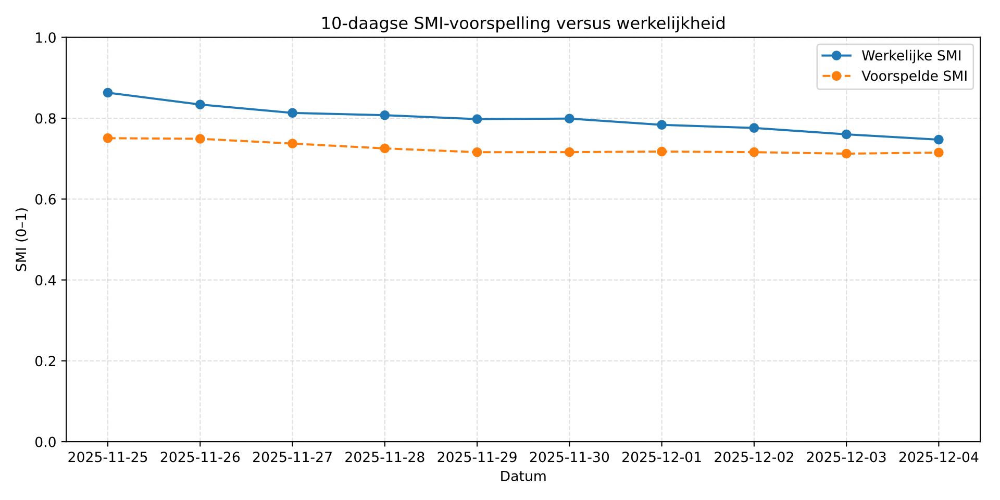 10-daagse SMI-voorspelling versus werkelijkheid
Werkelijke SMI
Voorspelde SMI
SMI (0–1)
1.0
0.8
0.6
0.4
0.2
0.0
2025-11-25 2025-11-26 2025-11-27 2025-11-28 2025-11-29 2025-11-30 2025-12-01 2025-12-02 2025-12-03 2025-12-04
Datum